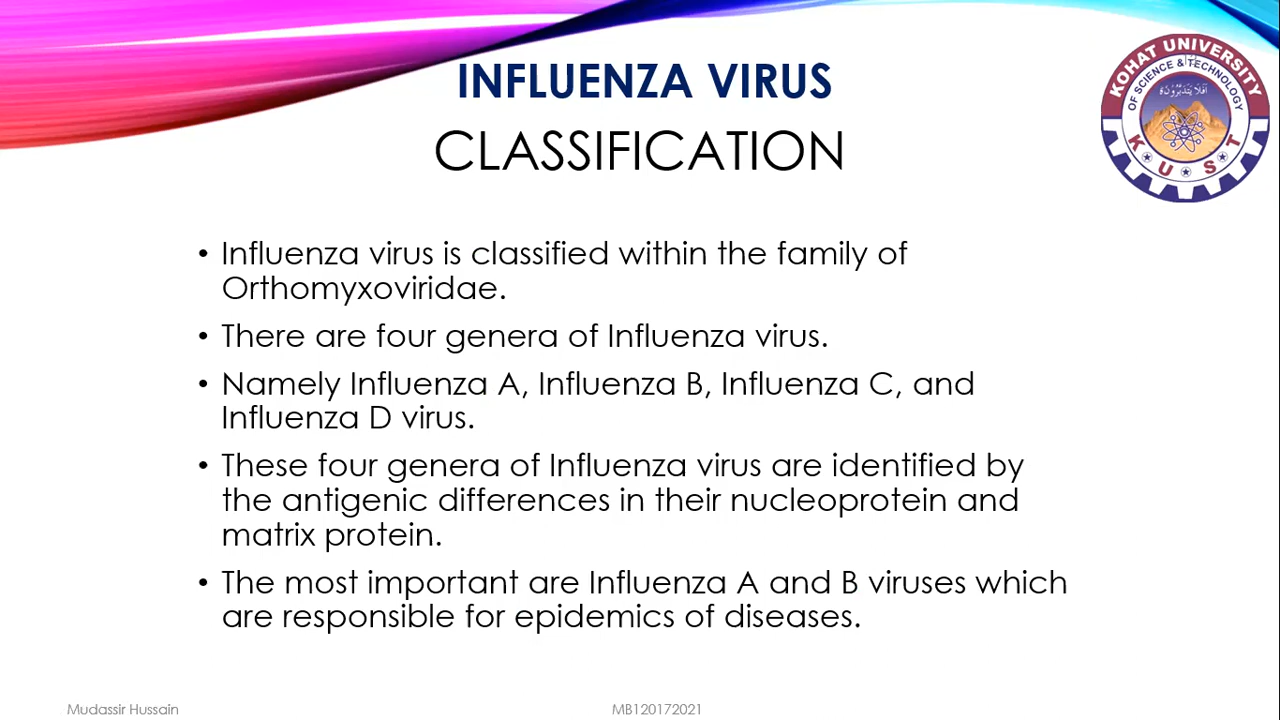 INFLUENZA VIRUS
CLASSIFICATION
KOHAT UNIVERSITY
OF SCIENCE & TECHNOLOGY
K U S T
• Influenza virus is classified within the family of
Orthomyxoviridae.
• There are four genera of Influenza virus.
• Namely Influenza A, Influenza B, Influenza C, and
Influenza D virus.
• These four genera of Influenza virus are identified by
the antigenic differences in their nucleoprotein and
matrix protein.
• The most important are Influenza A and B viruses which
are responsible for epidemics of diseases.
Mudassir Hussain
MB120172021